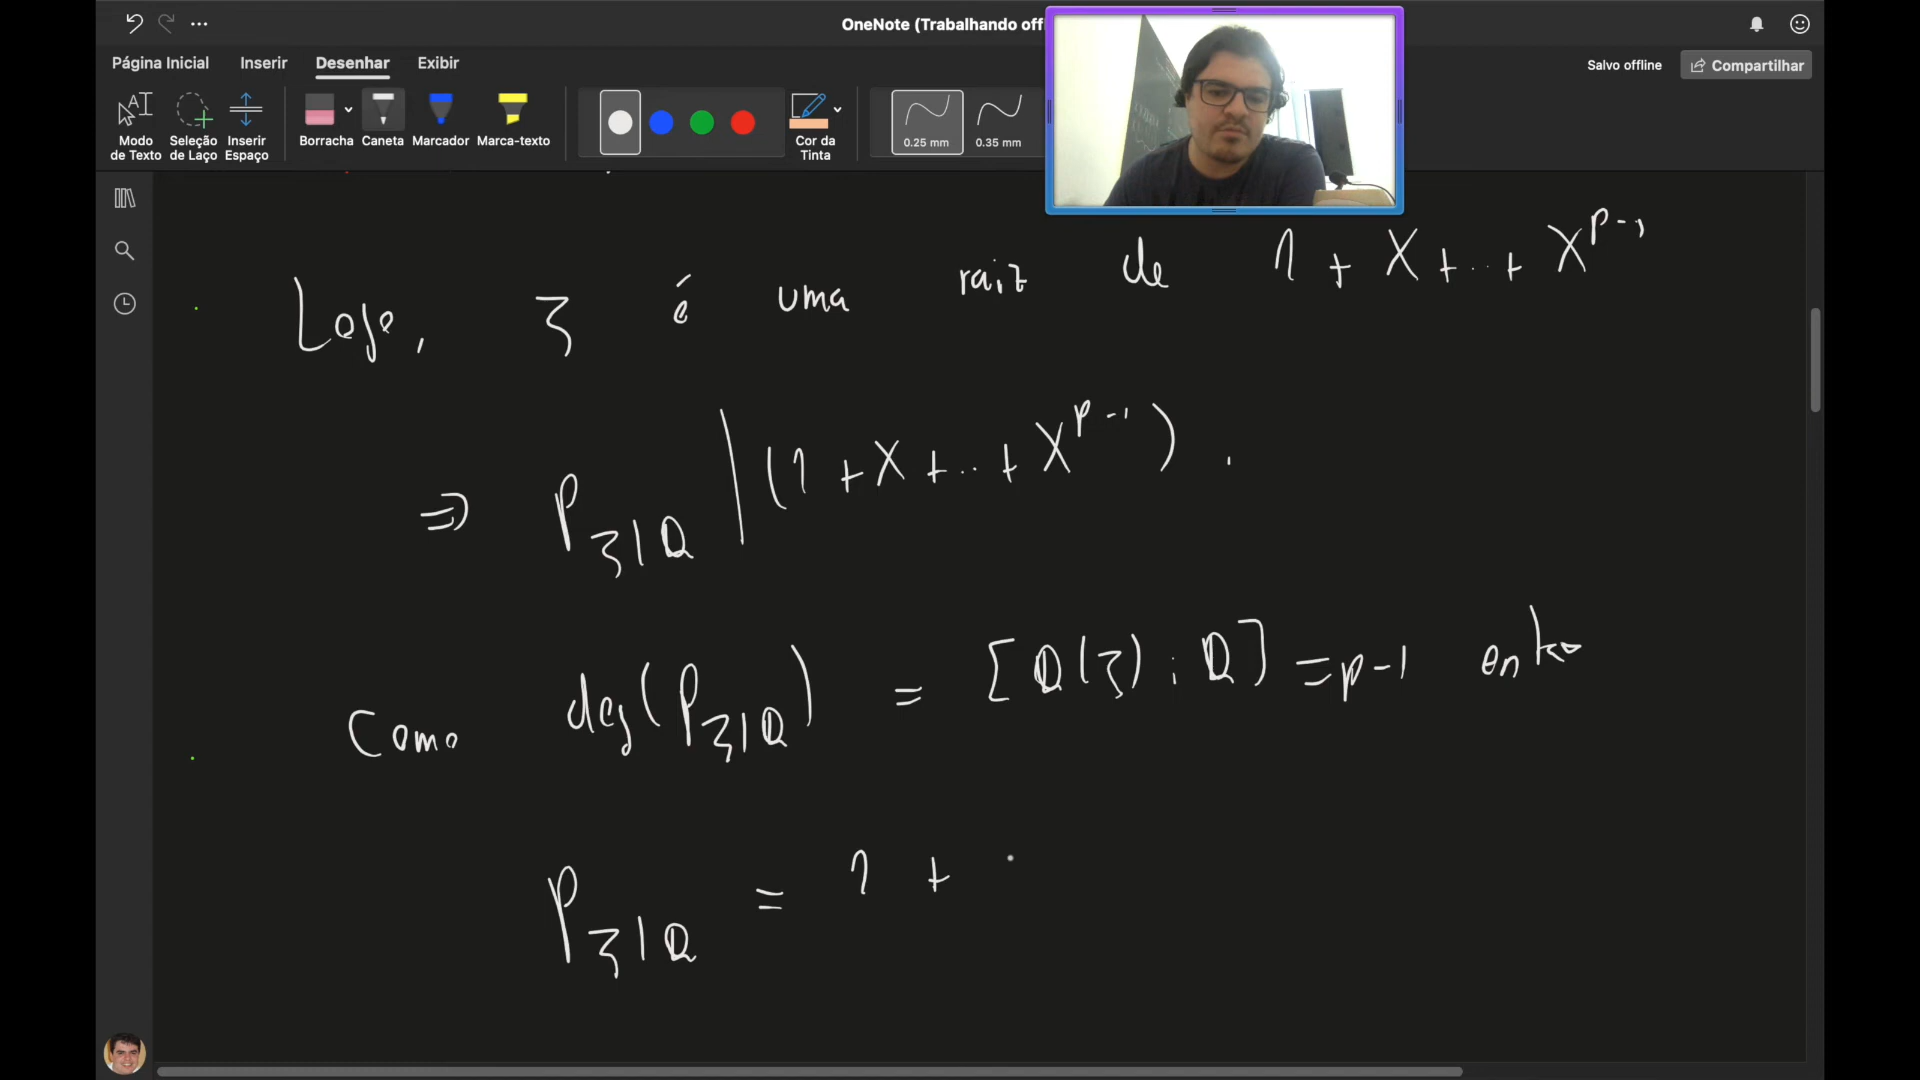 OneNote (Trabalhando off
Página Inicial Inserir Desenhar Exibir
Salvo offline Compartilhar
Modo de Texto Seleção de Laço Inserir Espaço Borracha Caneta Marcador Marca-texto Cor da Tinta 0.25 mm 0.35 mm
Logo, ζ é uma raiz de 1 + X + .. + X^{p-1}
⇒ P_{ζ|ℚ} | (1 + X + .. + X^{p-1}).
Como deg(P_{ζ|ℚ}) = [ℚ(ζ) : ℚ] = p-1 então
P_{ζ|ℚ} = 1 +